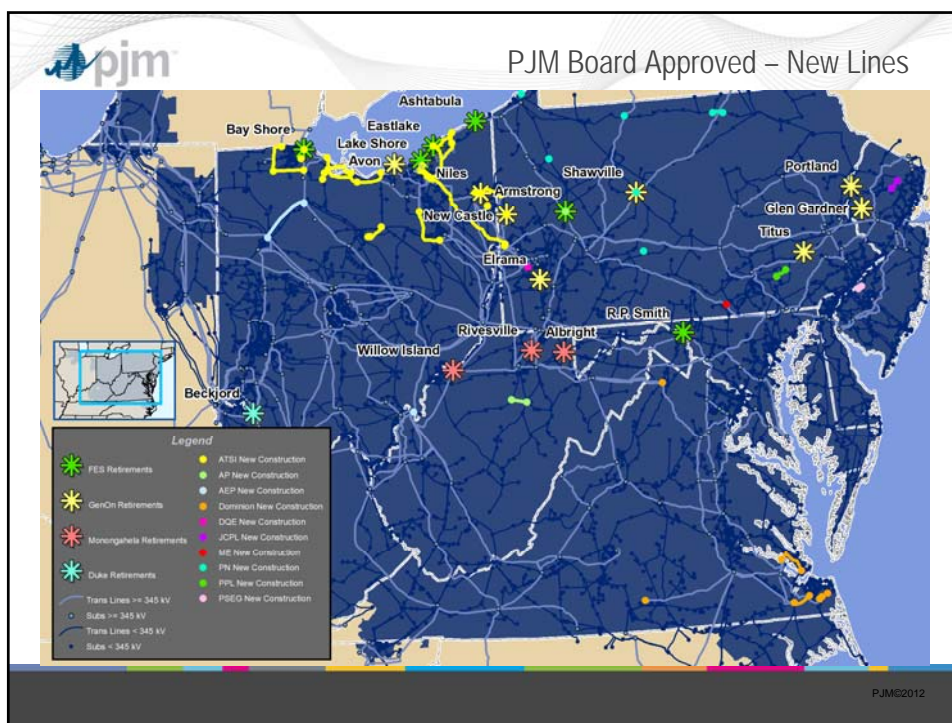 pjm™
PJM Board Approved – New Lines
Ashtabula
Bay Shore
Eastlake
Lake Shore
Avon
Niles
Armstrong
New Castle
Shawville
Portland
Glen Gardner
Titus
Elrama
R.P. Smith
Rivesville
Albright
Willow Island
Beckjord
Legend
FES Retirements
GenOn Retirements
Monongahela Retirements
Duke Retirements
Trans Lines >= 345 kV
Subs >= 345 kV
Trans Lines < 345 kV
Subs < 345 kV
ATSI New Construction
AP New Construction
AEP New Construction
Dominion New Construction
DQE New Construction
JCPL New Construction
ME New Construction
PN New Construction
PPL New Construction
PSEG New Construction
PJM©2012